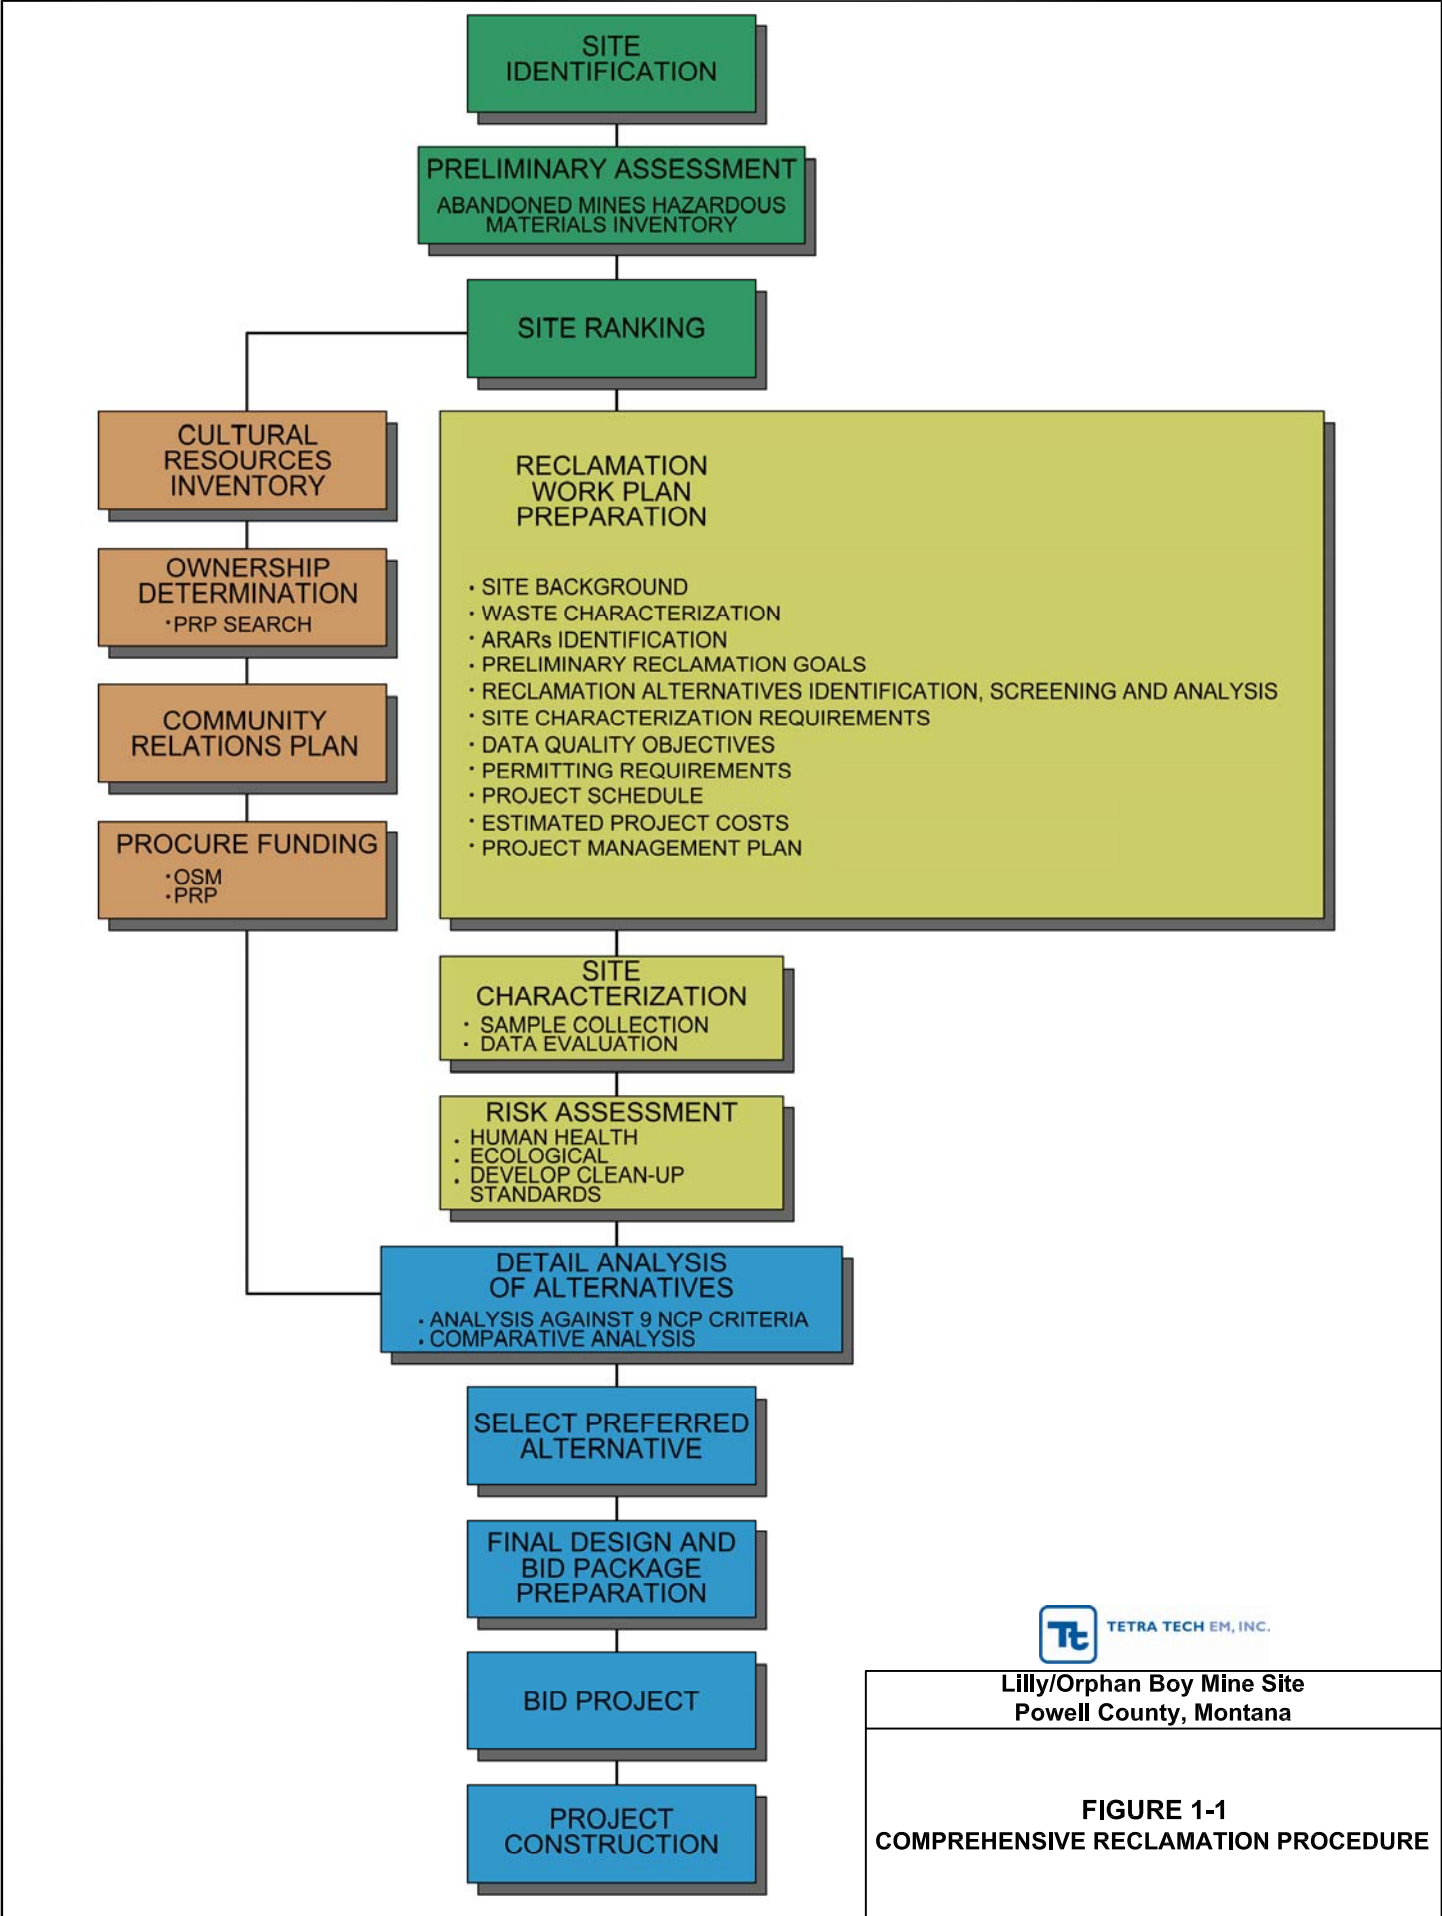 SITE
IDENTIFICATION
PRELIMINARY ASSESSMENT
ABANDONED MINES HAZARDOUS
MATERIALS INVENTORY
SITE RANKING
CULTURAL
RESOURCES
INVENTORY
OWNERSHIP
DETERMINATION
· PRP SEARCH
COMMUNITY
RELATIONS PLAN
PROCURE FUNDING
· OSM
· PRP
RECLAMATION
WORK PLAN
PREPARATION
· SITE BACKGROUND
· WASTE CHARACTERIZATION
· ARARs IDENTIFICATION
· PRELIMINARY RECLAMATION GOALS
· RECLAMATION ALTERNATIVES IDENTIFICATION, SCREENING AND ANALYSIS
· SITE CHARACTERIZATION REQUIREMENTS
· DATA QUALITY OBJECTIVES
· PERMITTING REQUIREMENTS
· PROJECT SCHEDULE
· ESTIMATED PROJECT COSTS
· PROJECT MANAGEMENT PLAN
SITE
CHARACTERIZATION
· SAMPLE COLLECTION
· DATA EVALUATION
RISK ASSESSMENT
· HUMAN HEALTH
· ECOLOGICAL
· DEVELOP CLEAN-UP
STANDARDS
DETAIL ANALYSIS
OF ALTERNATIVES
· ANALYSIS AGAINST 9 NCP CRITERIA
· COMPARATIVE ANALYSIS
SELECT PREFERRED
ALTERNATIVE
FINAL DESIGN AND
BID PACKAGE
PREPARATION
BID PROJECT
PROJECT
CONSTRUCTION
Tt TETRA TECH EM, INC.
Lilly/Orphan Boy Mine Site
Powell County, Montana
FIGURE 1-1
COMPREHENSIVE RECLAMATION PROCEDURE